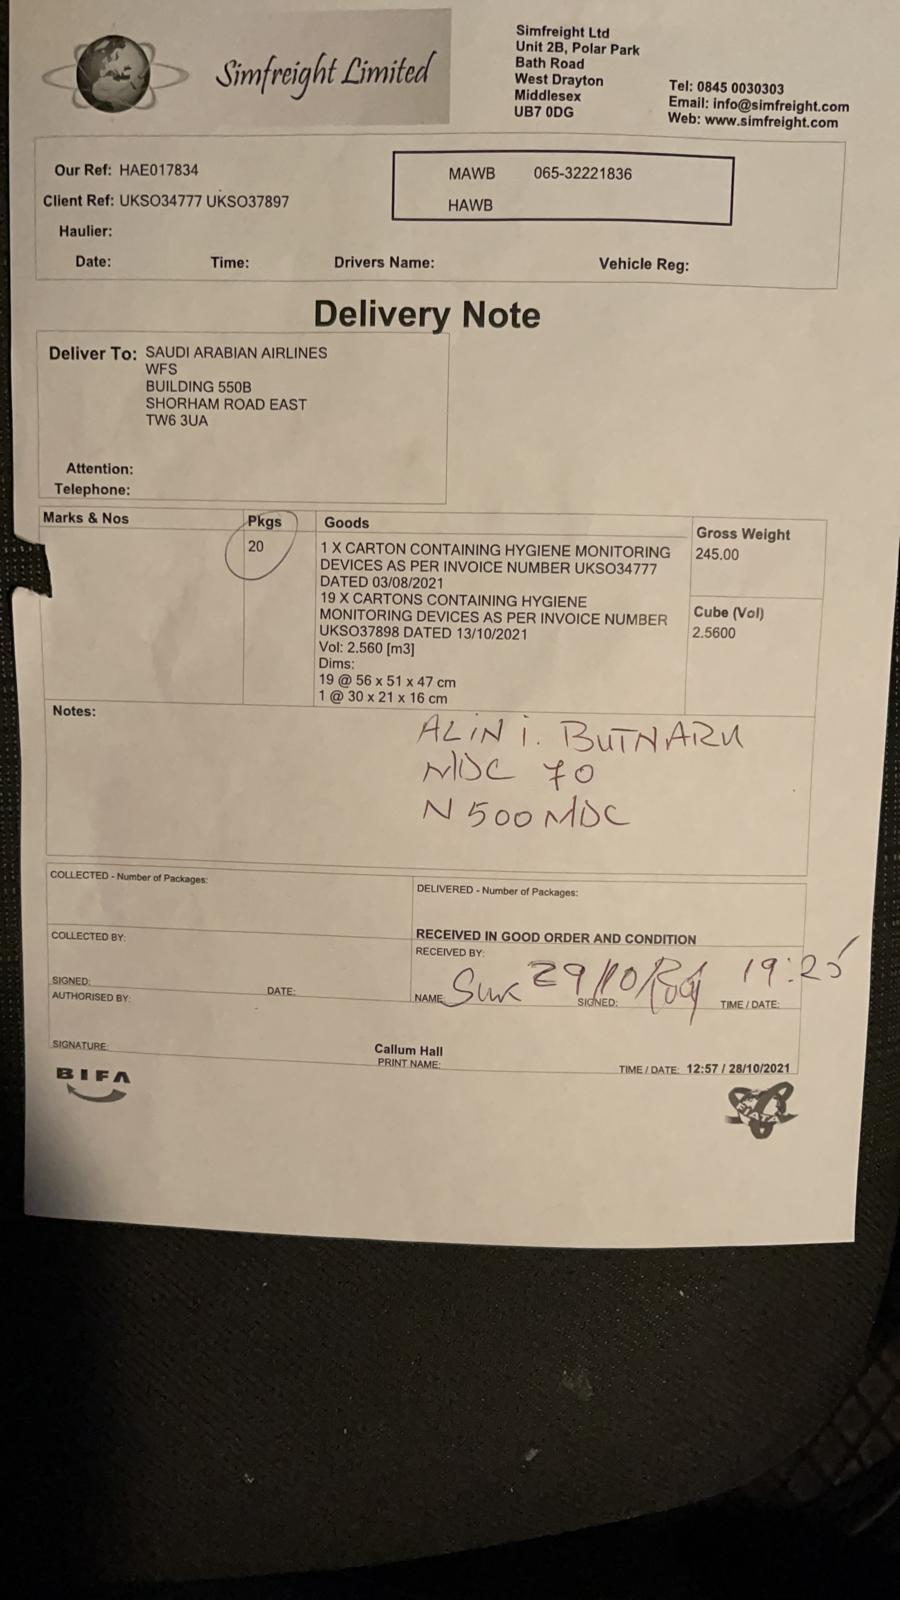 Simfreight Limited
Simfreight Ltd
Unit 2B, Polar Park
Bath Road
West Drayton
Middlesex
UB7 0DG
Tel: 0845 0030303
Email: info@simfreight.com
Web: www.simfreight.com
Our Ref: HAE017834
Client Ref: UKSO34777 UKSO37897
MAWB 065-32221836
HAWB
Haulier:
Date: Time: Drivers Name: Vehicle Reg:
Delivery Note
Deliver To: SAUDI ARABIAN AIRLINES
WFS
BUILDING 550B
SHORHAM ROAD EAST
TW6 3UA
Attention:
Telephone:
Marks & Nos Pkgs Goods Gross Weight
20
1 X CARTON CONTAINING HYGIENE MONITORING
DEVICES AS PER INVOICE NUMBER UKSO34777
DATED 03/08/2021
19 X CARTONS CONTAINING HYGIENE
MONITORING DEVICES AS PER INVOICE NUMBER
UKSO37898 DATED 13/10/2021
Vol: 2.560 [m3]
Dims:
19 @ 56 x 51 x 47 cm
1 @ 30 x 21 x 16 cm
245.00
Cube (Vol)
2.5600
Notes:
ALIN i. BUTNARU
MDC 70
N500MDC
COLLECTED - Number of Packages:
DELIVERED - Number of Packages:
COLLECTED BY:
RECEIVED IN GOOD ORDER AND CONDITION
RECEIVED BY:
SIGNED: DATE:
NAME: 29/10/ SIGNED: 19:25 TIME / DATE:
AUTHORISED BY:
SIGNATURE:
Callum Hall
PRINT NAME:
TIME / DATE: 12:57 / 28/10/2021
BIFA
FIATA